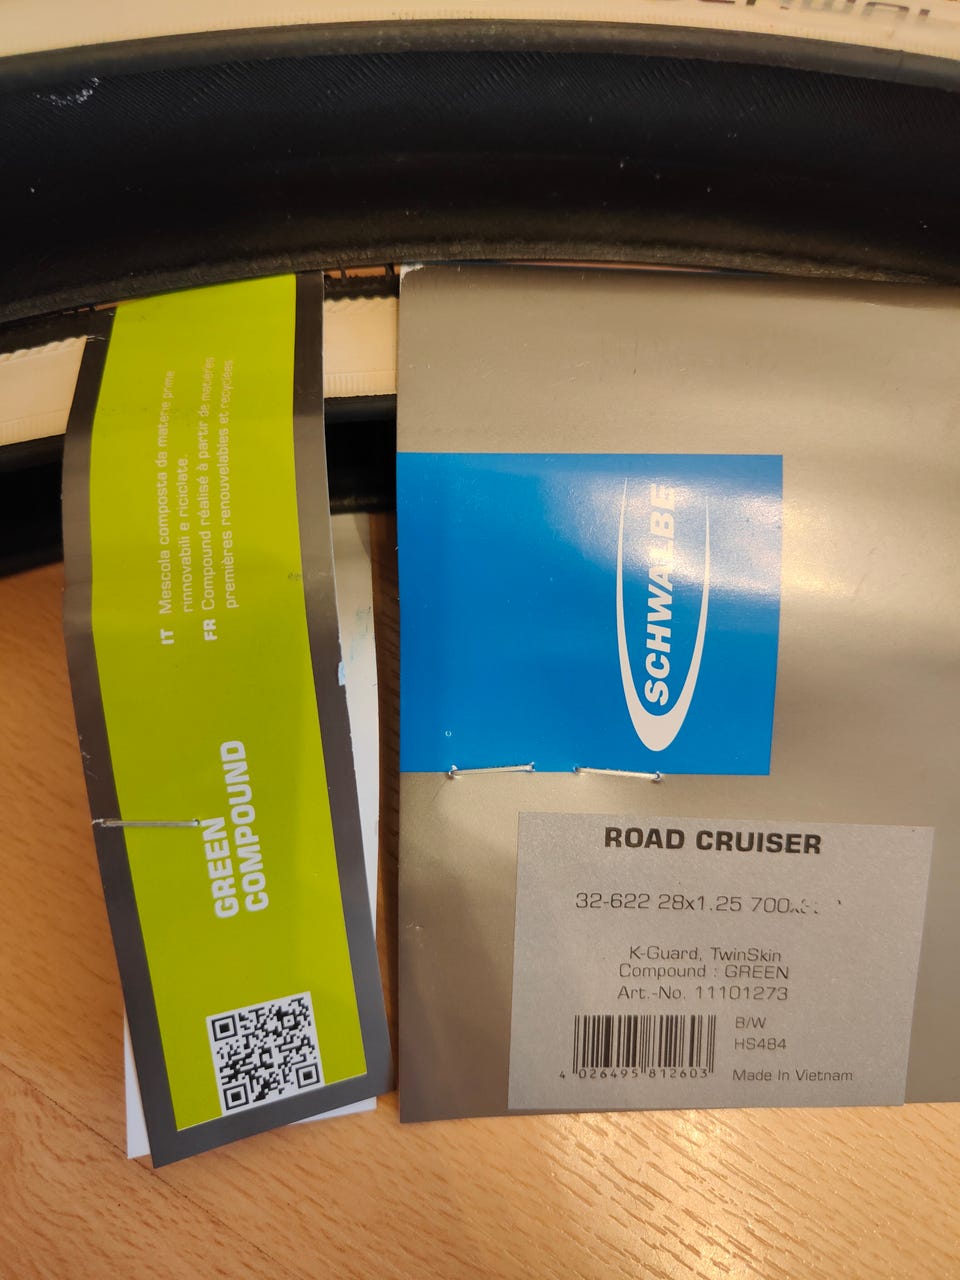 IT Mescola composta da materie prime
rinnovabili e riciclate.
FR Compound réalisé à partir de matières
premières renouvelables et recyclées
GREEN
COMPOUND
SCHWALBE
ROAD CRUISER
32-622 28x1.25 700x
K-Guard, TwinSkin
Compound : GREEN
Art.-No. 11101273
B/W
HS484
4 026495 812603
Made In Vietnam